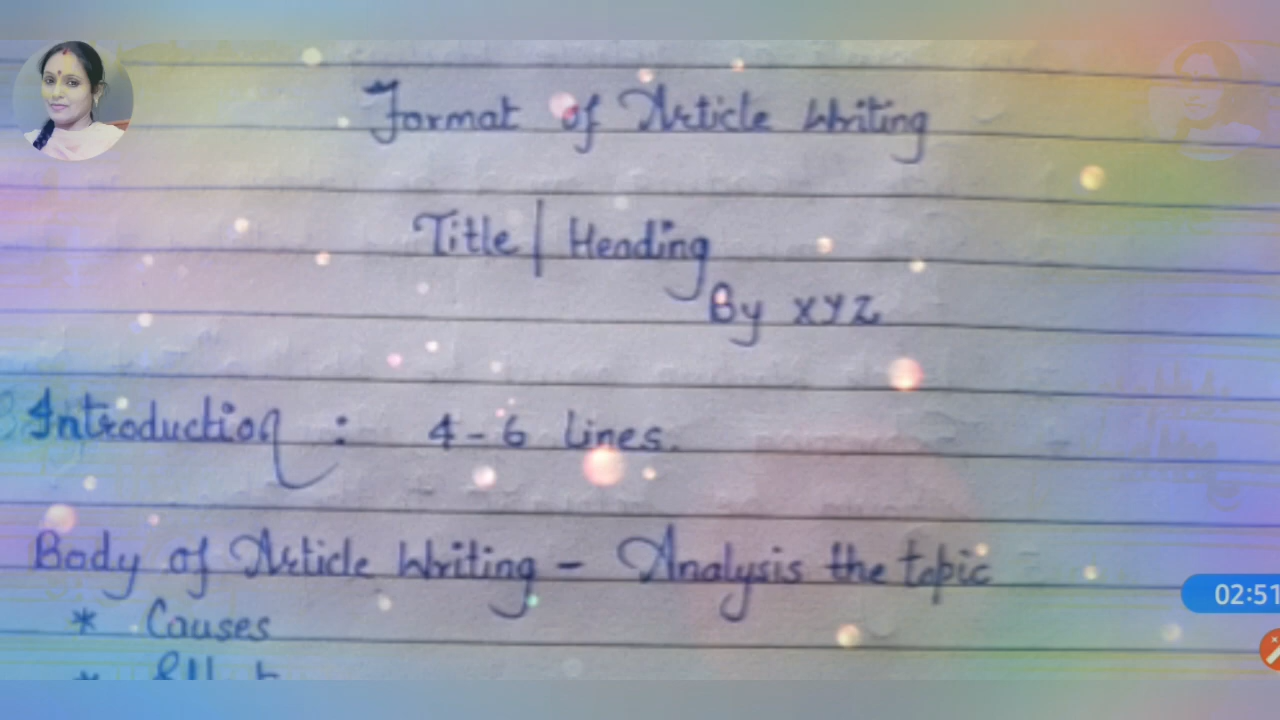 Format of Article Writing
Title | Heading
By XYZ
Introduction : 4-6 lines.
Body of Article Writing - Analysis the topic
* Causes
*
02:51